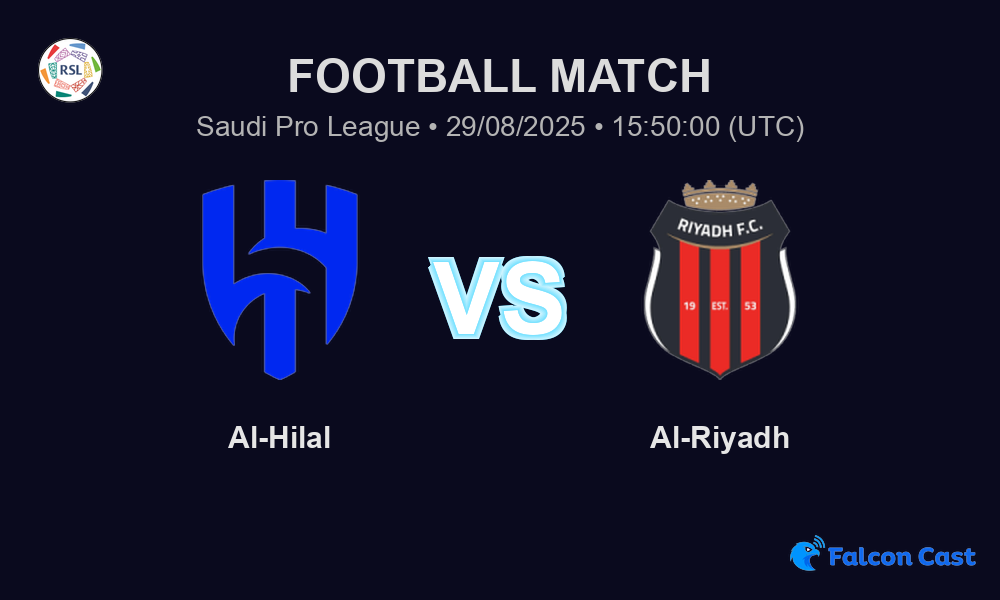 RSL
FOOTBALL MATCH
Saudi Pro League • 29/08/2025 • 15:50:00 (UTC)
RIYADH F.C.
19 EST. 53
VS
Al-Hilal
Al-Riyadh
Falcon Cast